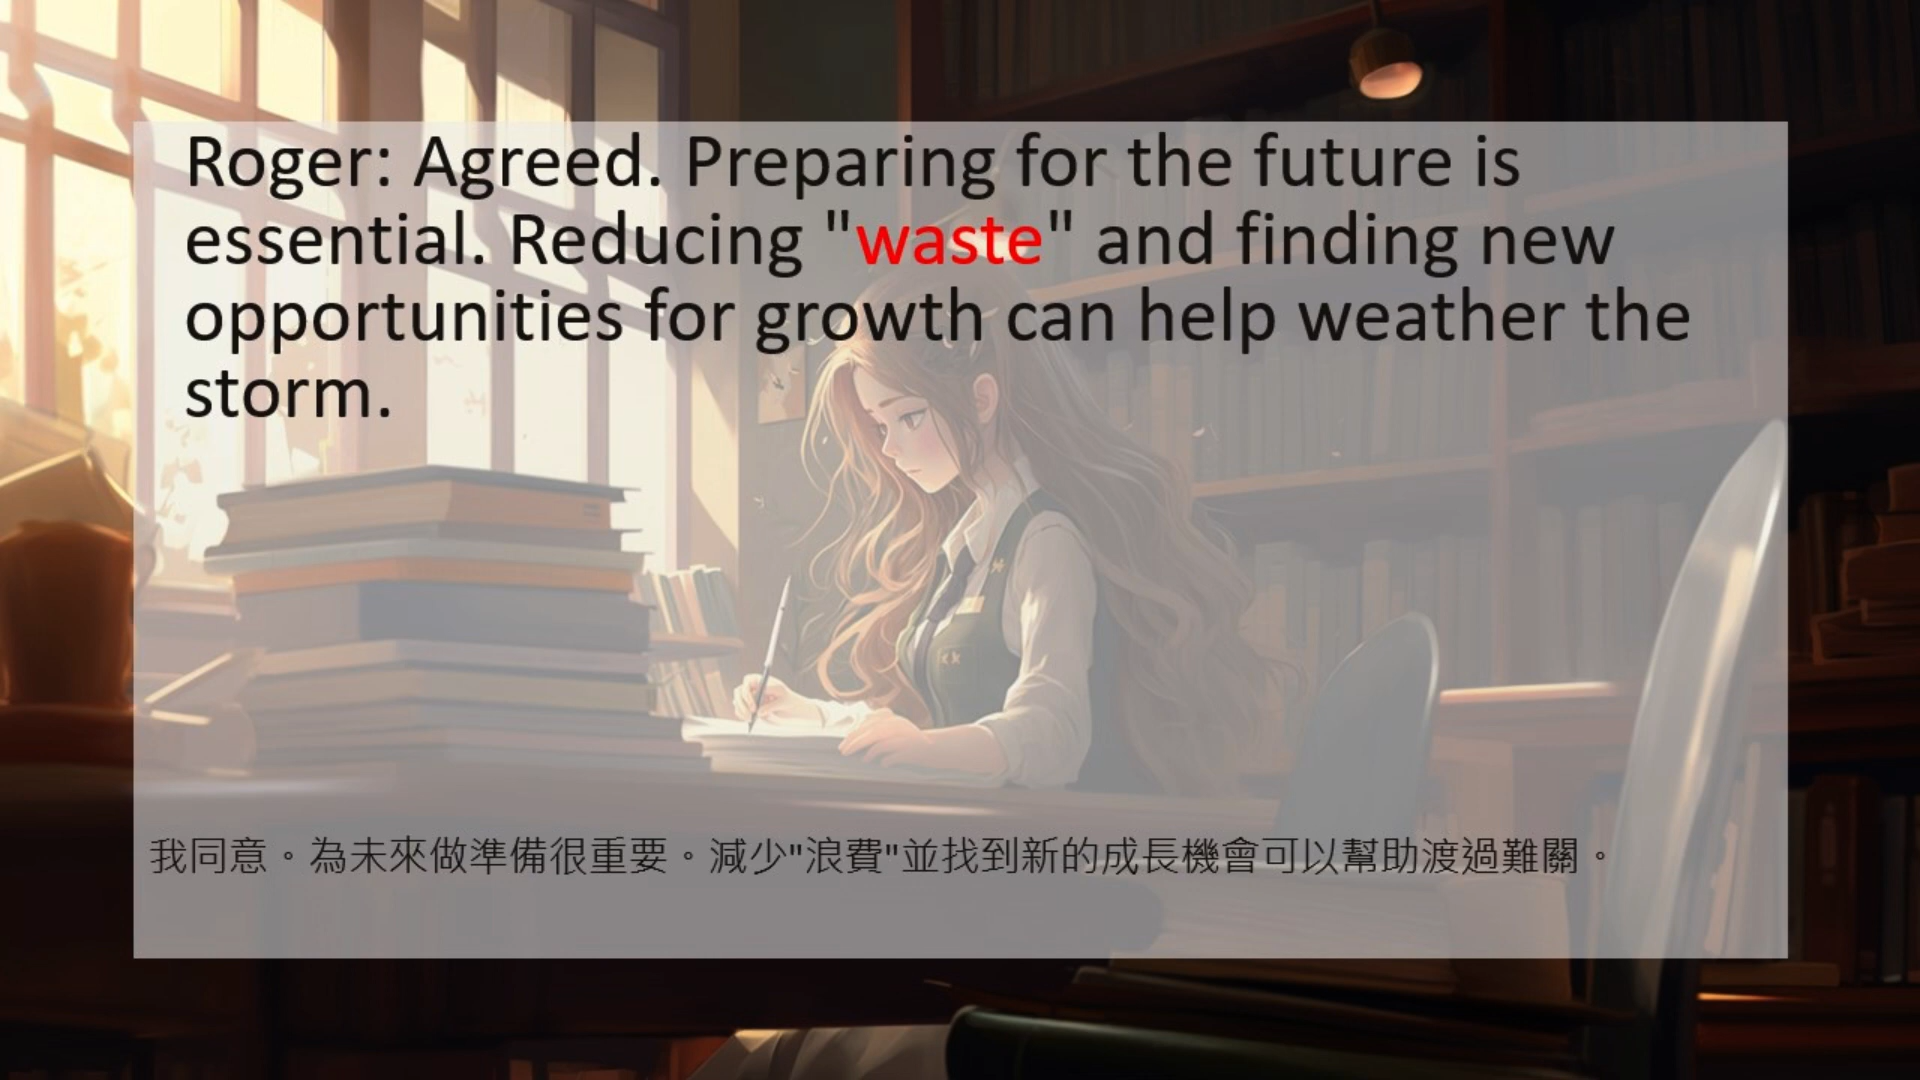 Roger: Agreed. Preparing for the future is
essential. Reducing "waste" and finding new
opportunities for growth can help weather the
storm.
我同意。為未來做準備很重要。減少"浪費"並找到新的成長機會可以幫助渡過難關。